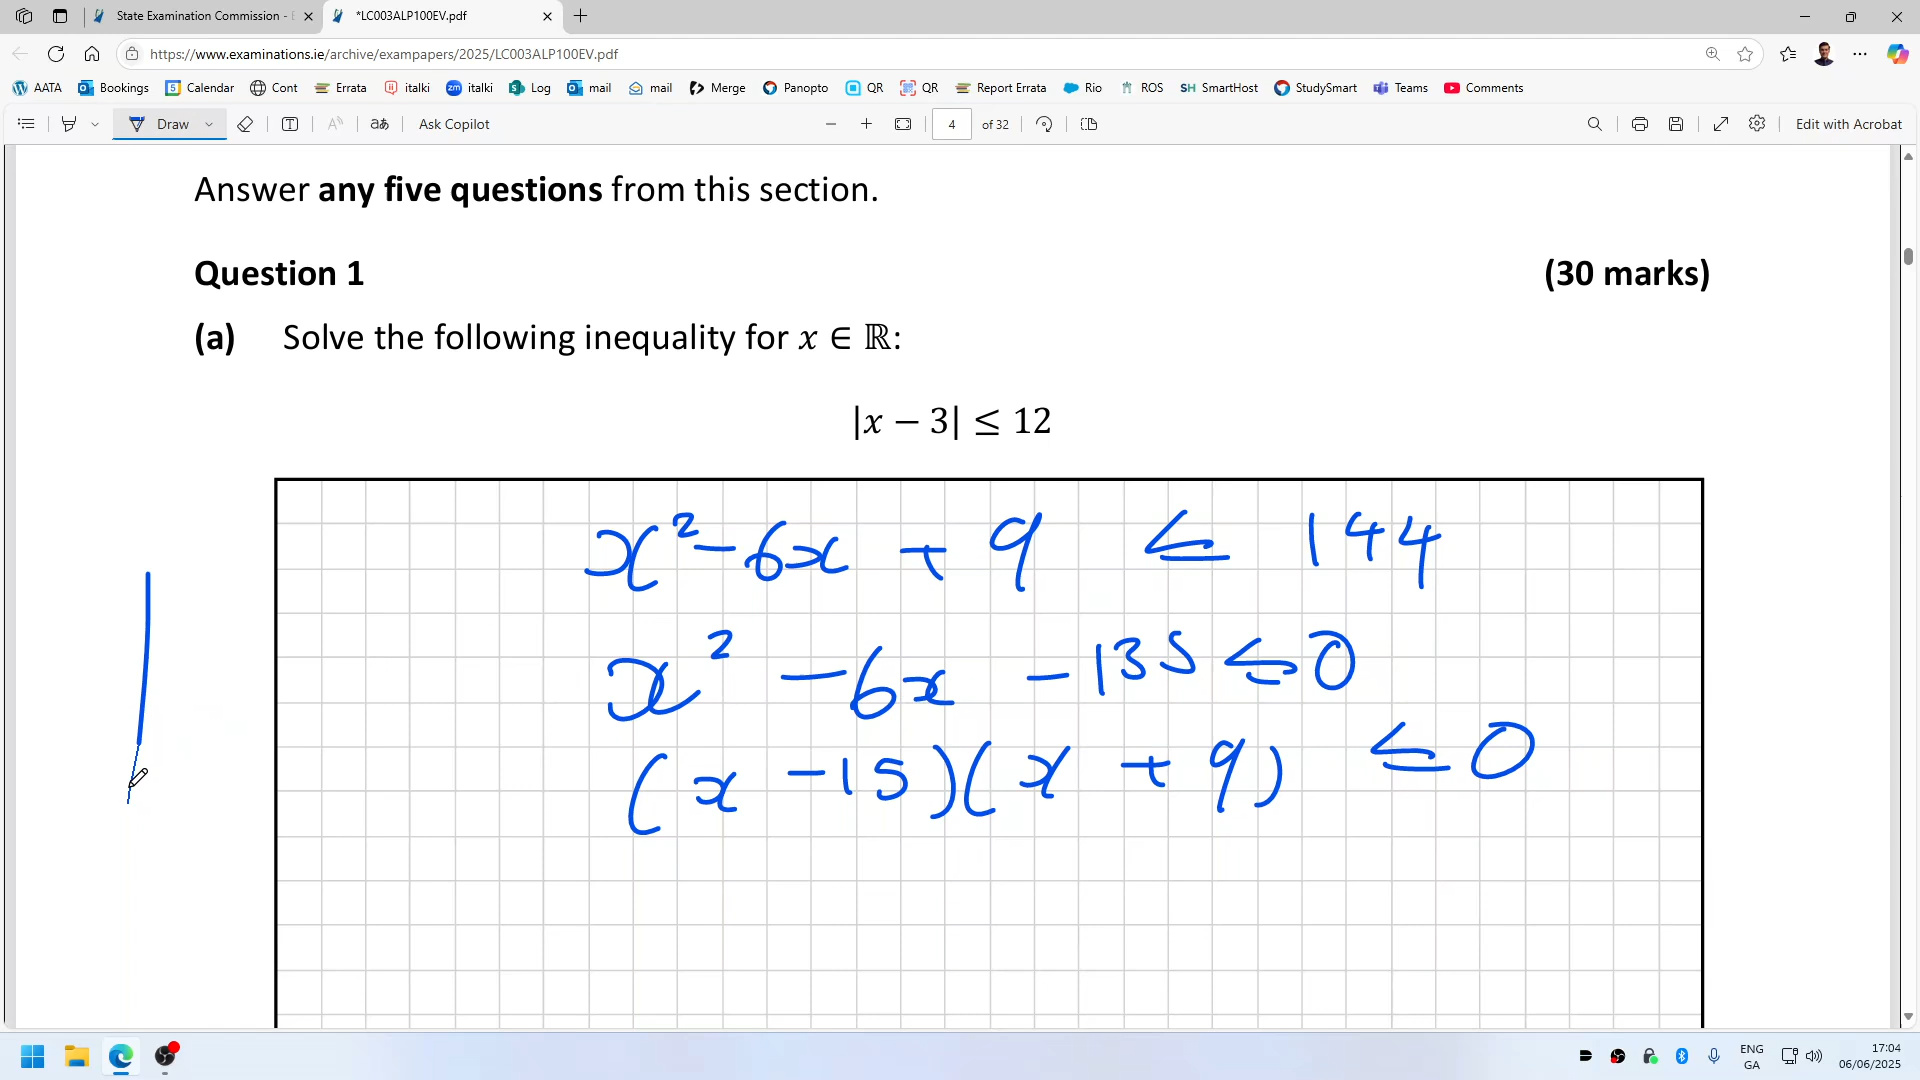 State Examination Commission - E
*LC003ALP100EV.pdf
https://www.examinations.ie/archive/exampapers/2025/LC003ALP100EV.pdf
AATA Bookings Calendar Cont Errata italki italki Log mail mail Merge Panopto QR QR Report Errata Rio ROS SmartHost StudySmart Teams Comments
Draw Ask Copilot 4 of 32 Edit with Acrobat
Answer any five questions from this section.
Question 1 (30 marks)
(a) Solve the following inequality for x ∈ ℝ:
|x − 3| ≤ 12
x² − 6x + 9 ≤ 144
x² − 6x − 135 ≤ 0
(x − 15)(x + 9) ≤ 0
ENG 17:04
GA 06/06/2025